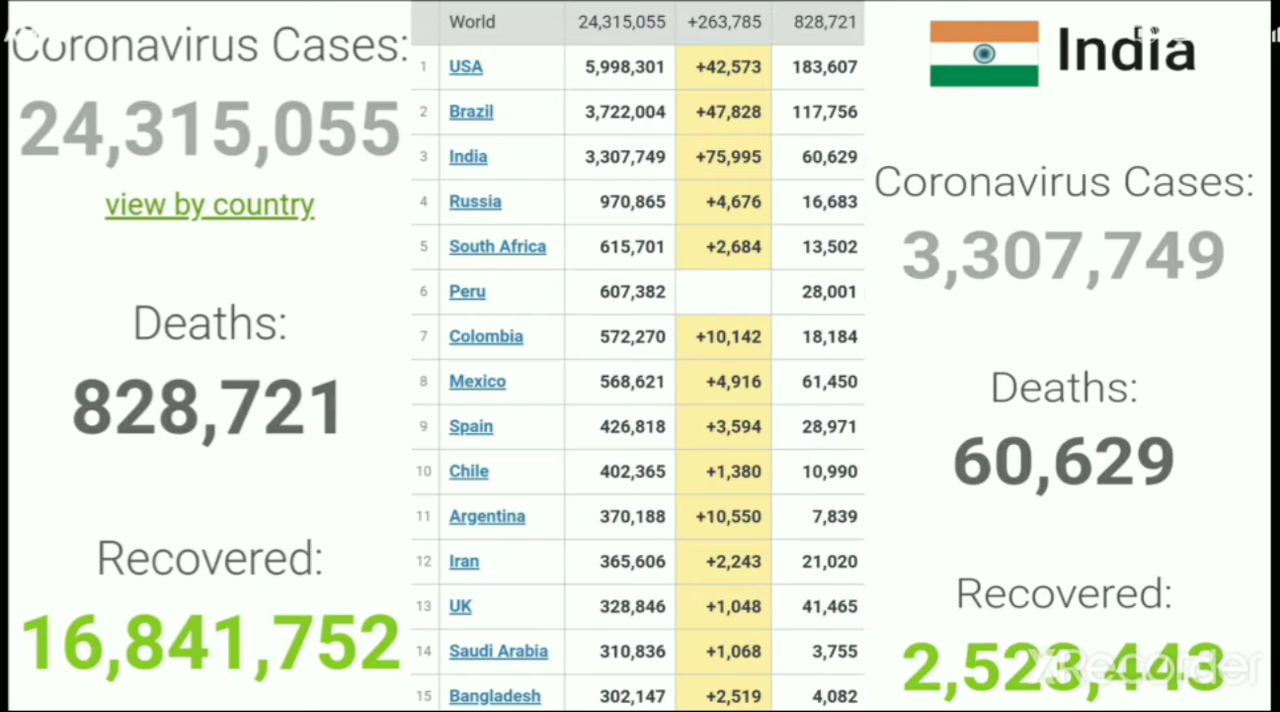 Coronavirus Cases:
24,315,055
view by country
Deaths:
828,721
Recovered:
16,841,752
World 24,315,055 +263,785 828,721
1 USA 5,998,301 +42,573 183,607
2 Brazil 3,722,004 +47,828 117,756
3 India 3,307,749 +75,995 60,629
4 Russia 970,865 +4,676 16,683
5 South Africa 615,701 +2,684 13,502
6 Peru 607,382 28,001
7 Colombia 572,270 +10,142 18,184
8 Mexico 568,621 +4,916 61,450
9 Spain 426,818 +3,594 28,971
10 Chile 402,365 +1,380 10,990
11 Argentina 370,188 +10,550 7,839
12 Iran 365,606 +2,243 21,020
13 UK 328,846 +1,048 41,465
14 Saudi Arabia 310,836 +1,068 3,755
15 Bangladesh 302,147 +2,519 4,082
India
Coronavirus Cases:
3,307,749
Deaths:
60,629
Recovered:
2,523,443
XRecorder